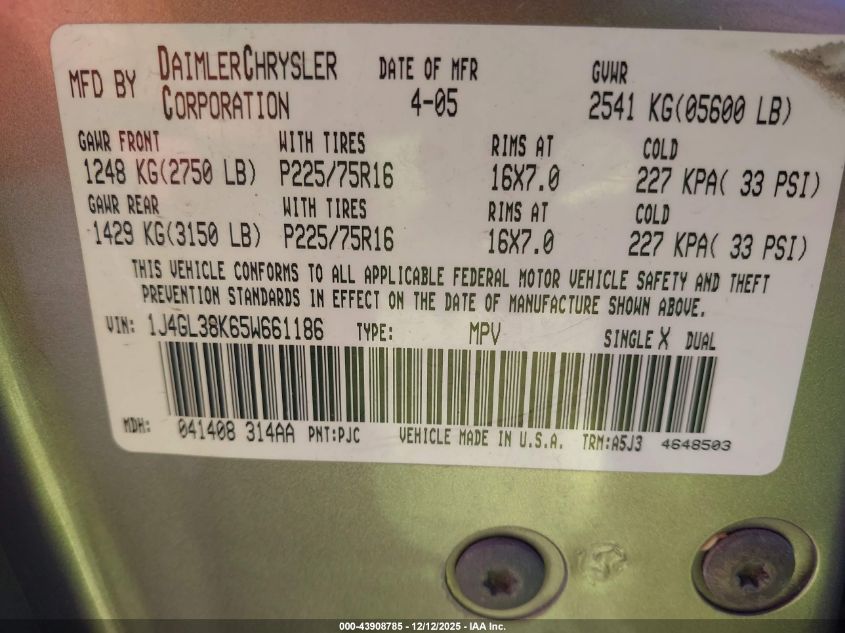 MFD BY DAIMLERCHRYSLER CORPORATION DATE OF MFR 4-05 GVWR 2541 KG(05600 LB)
GAWR FRONT WITH TIRES RIMS AT COLD
1248 KG(2750 LB) P225/75R16 16X7.0 227 KPA( 33 PSI)
GAWR REAR WITH TIRES RIMS AT COLD
1429 KG(3150 LB) P225/75R16 16X7.0 227 KPA( 33 PSI)
THIS VEHICLE CONFORMS TO ALL APPLICABLE FEDERAL MOTOR VEHICLE SAFETY AND THEFT
PREVENTION STANDARDS IN EFFECT ON THE DATE OF MANUFACTURE SHOWN ABOVE.
VIN: 1J4GL38K65W661186 TYPE: MPV SINGLE X DUAL
MDH: 041408 314AA PNT:PJC VEHICLE MADE IN U.S.A. TRM:A5J3 4648503
000-43908785 - 12/12/2025 - IAA Inc.